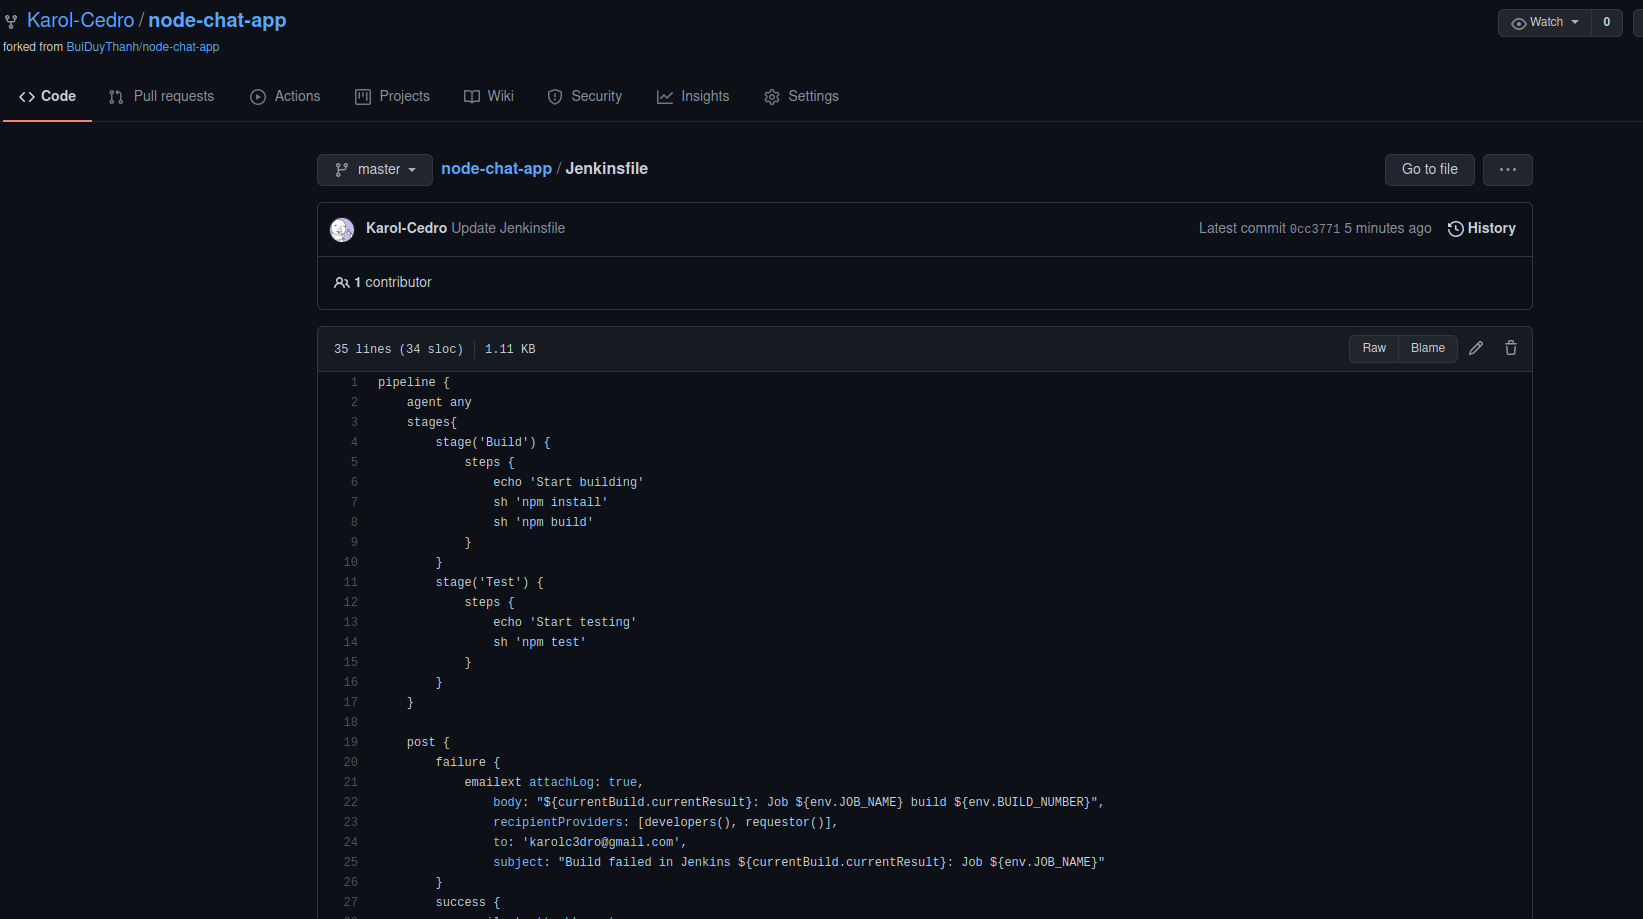 Karol-Cedro / node-chat-app
Watch 0
forked from BuiDuyThanh/node-chat-app
Code Pull requests Actions Projects Wiki Security Insights Settings
master node-chat-app / Jenkinsfile Go to file ...
Karol-Cedro Update Jenkinsfile Latest commit 0cc3771 5 minutes ago History
1 contributor
35 lines (34 sloc) 1.11 KB Raw Blame
1 pipeline {
2 agent any
3 stages{
4 stage('Build') {
5 steps {
6 echo 'Start building'
7 sh 'npm install'
8 sh 'npm build'
9 }
10 }
11 stage('Test') {
12 steps {
13 echo 'Start testing'
14 sh 'npm test'
15 }
16 }
17 }
18
19 post {
20 failure {
21 emailext attachLog: true,
22 body: "${currentBuild.currentResult}: Job ${env.JOB_NAME} build ${env.BUILD_NUMBER}",
23 recipientProviders: [developers(), requestor()],
24 to: 'karolc3dro@gmail.com',
25 subject: "Build failed in Jenkins ${currentBuild.currentResult}: Job ${env.JOB_NAME}"
26 }
27 success {